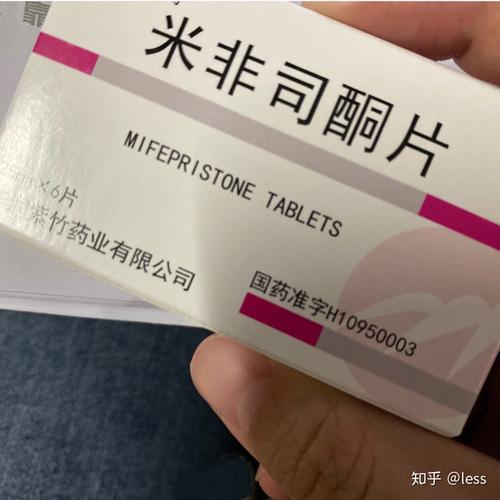 米非司酮片
MIFEPRISTONE TABLETS
×6片
紫竹药业有限公司
国药准字H10950003
知乎 @less